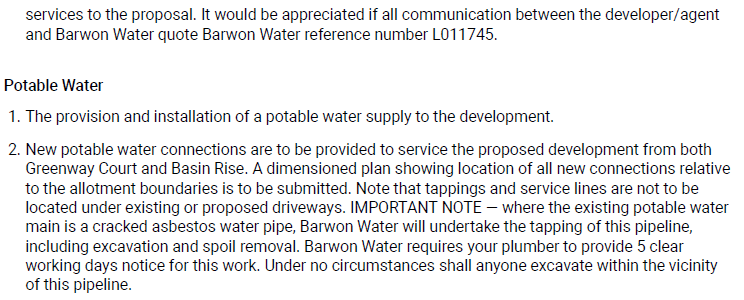 services to the proposal. It would be appreciated if all communication between the developer/agent
and Barwon Water quote Barwon Water reference number L011745.
Potable Water
1. The provision and installation of a potable water supply to the development.
2. New potable water connections are to be provided to service the proposed development from both
Greenway Court and Basin Rise. A dimensioned plan showing location of all new connections relative
to the allotment boundaries is to be submitted. Note that tappings and service lines are not to be
located under existing or proposed driveways. IMPORTANT NOTE – where the existing potable water
main is a cracked asbestos water pipe, Barwon Water will undertake the tapping of this pipeline,
including excavation and spoil removal. Barwon Water requires your plumber to provide 5 clear
working days notice for this work. Under no circumstances shall anyone excavate within the vicinity
of this pipeline.